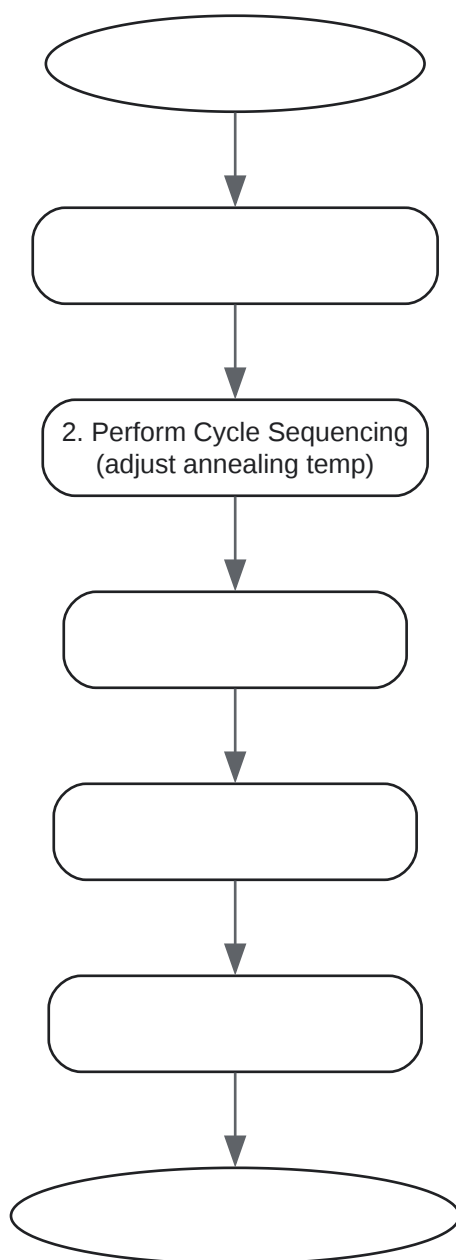 2. Perform Cycle Sequencing
(adjust annealing temp)